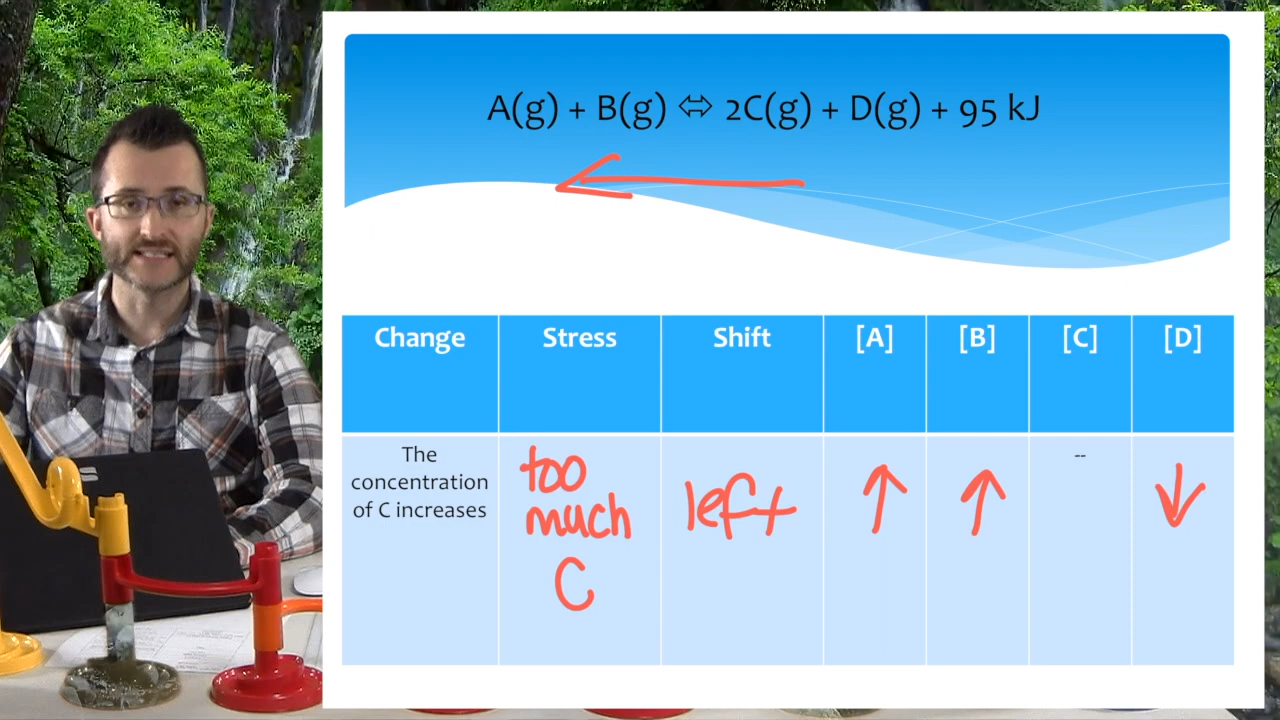 A(g) + B(g) ⇔ 2C(g) + D(g) + 95 kJ
Change Stress Shift [A] [B] [C] [D]
The
concentration
of C increases
too
much
C
left
↑
↑
--
↓